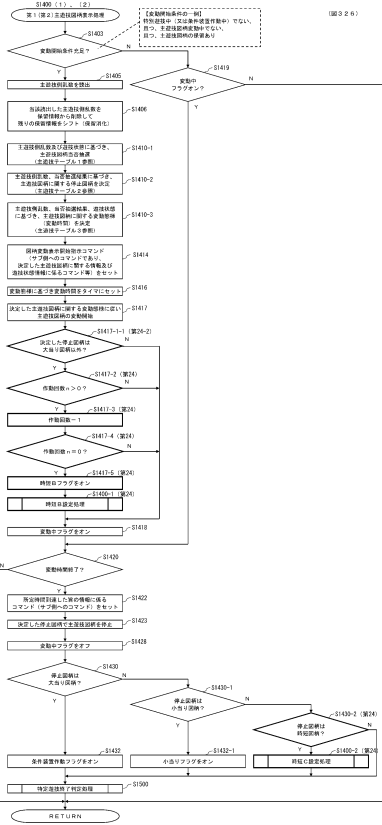 S1400（1），（2）
第1（第2）主遊技図柄表示処理
【変動開始条件の一例】
特別遊技中（又は条件装置作動中）でない、
且つ、主遊技図柄変動中でない、
且つ、主遊技図柄の保留あり
（図326）
S1403
変動開始条件充足？
N
Y
S1419
変動中
フラグオン？
N
Y
S1405
主遊技側乱数を読出
S1406
当該読出した主遊技側乱数を
保留情報から削除して
残りの保留情報をシフト（保留消化）
S1410-1
主遊技側乱数及び遊技状態に基づき、
主遊技図柄当否抽選
（主遊技テーブル1参照）
S1410-2
主遊技側乱数、当否抽選結果に基づき、
主遊技図柄に関する停止図柄を決定
（主遊技テーブル2参照）
S1410-3
主遊技側乱数、当否抽選結果、遊技状態
に基づき、主遊技図柄に関する変動態様
（変動時間）を決定
（主遊技テーブル3参照）
S1414
図柄変動表示開始指示コマンド
（サブ側へのコマンドであり、
決定した主遊技図柄に関する情報及び
遊技状態情報に係るコマンド等）をセット
S1416
変動態様に基づき変動時間をタイマにセット
S1417
決定した主遊技図柄に関する変動態様に従い
主遊技図柄の変動開始
S1417-1-1（第24-2）
決定した停止図柄は
大当り図柄以外？
N
Y
S1417-2（第24）
作動回数n＞0？
N
Y
S1417-3（第24）
作動回数－1
S1417-4（第24）
作動回数n＝0？
N
Y
S1417-5（第24）
時短Bフラグをオン
S1400-1（第24）
時短B設定処理
S1418
変動中フラグをオン
S1420
変動時間終了？
N
Y
S1422
所定時間到達した旨の情報に係る
コマンド（サブ側へのコマンド）をセット
S1423
決定した停止図柄で主遊技図柄を停止
S1428
変動中フラグをオフ
S1430
停止図柄は
大当り図柄？
N
Y
S1430-1
停止図柄は
小当り図柄？
N
Y
S1430-2（第24）
停止図柄は
時短図柄？
N
Y
S1432
条件装置作動フラグをオン
S1432-1
小当りフラグをオン
S1400-2（第24）
時短C設定処理
S1500
特定遊技終了判定処理
RETURN